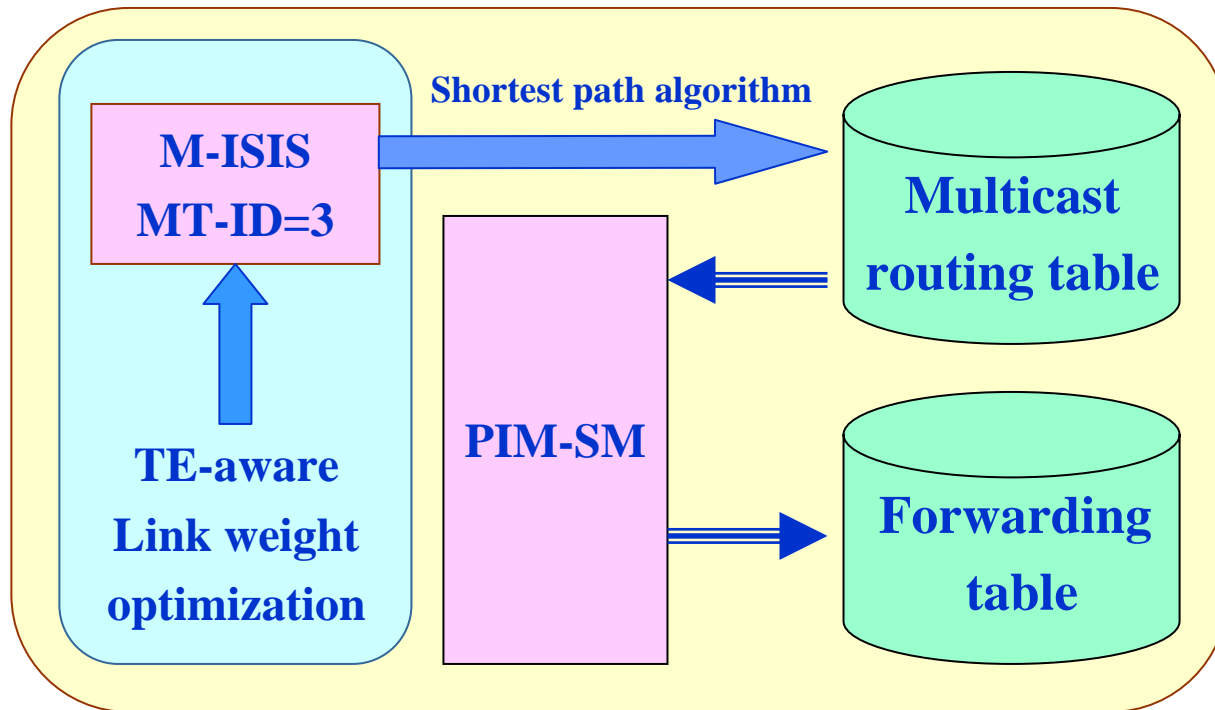 Shortest path algorithm
M-ISIS
MT-ID=3
Multicast
routing table
PIM-SM
TE-aware
Link weight
optimization
Forwarding
table